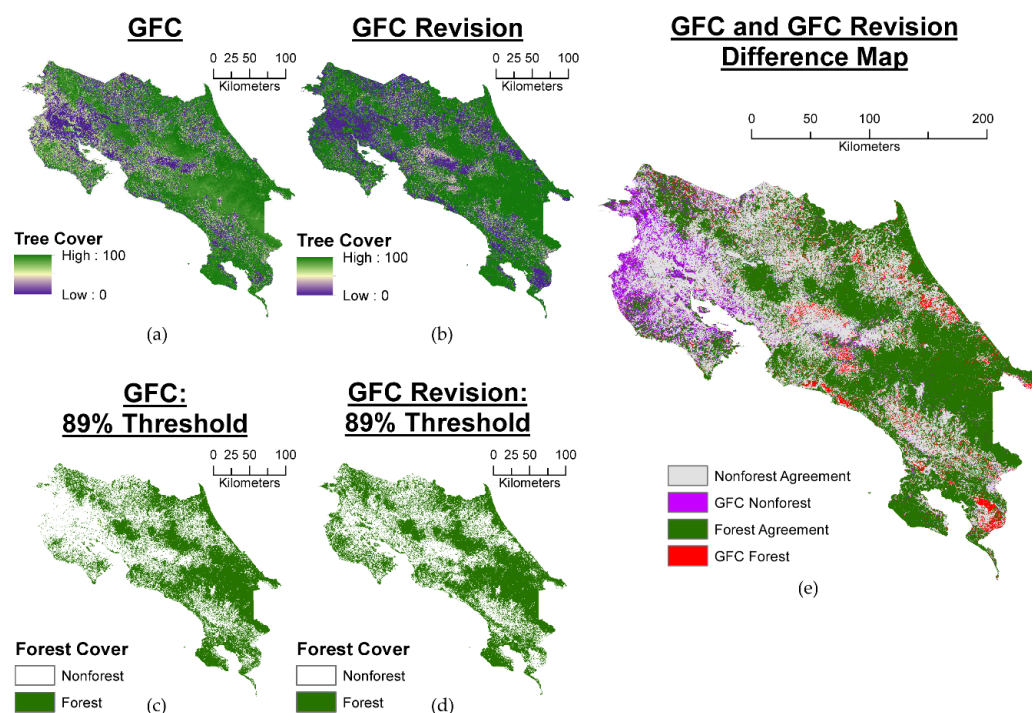 GFC
0 25 50 100
Kilometers
Tree Cover
High : 100
Low : 0
(a)
GFC Revision
0 25 50 100
Kilometers
Tree Cover
High : 100
Low : 0
(b)
GFC:
89% Threshold
0 25 50 100
Kilometers
Forest Cover
Nonforest
Forest
(c)
GFC Revision:
89% Threshold
0 25 50 100
Kilometers
Forest Cover
Nonforest
Forest
(d)
GFC and GFC Revision
Difference Map
0 50 100 200
Kilometers
Nonforest Agreement
GFC Nonforest
Forest Agreement
GFC Forest
(e)